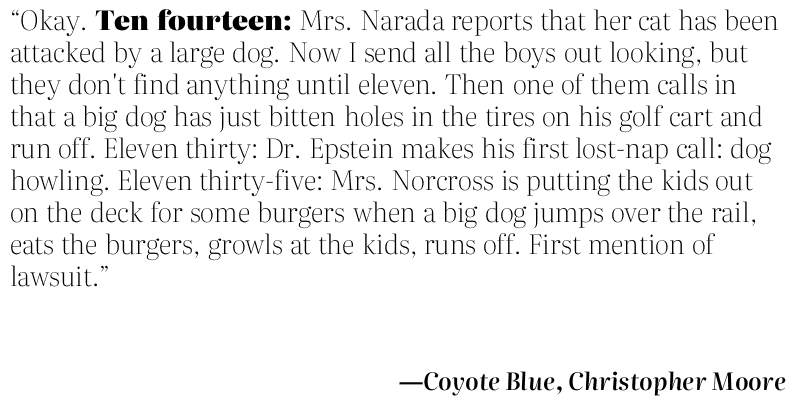 “Okay. Ten fourteen: Mrs. Narada reports that her cat has been
attacked by a large dog. Now I send all the boys out looking, but
they don't find anything until eleven. Then one of them calls in
that a big dog has just bitten holes in the tires on his golf cart and
run off. Eleven thirty: Dr. Epstein makes his first lost-nap call: dog
howling. Eleven thirty-five: Mrs. Norcross is putting the kids out
on the deck for some burgers when a big dog jumps over the rail,
eats the burgers, growls at the kids, runs off. First mention of
lawsuit.”
—Coyote Blue, Christopher Moore